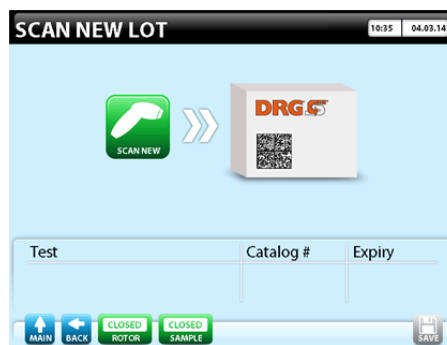 SCAN NEW LOT
10:35 04.03.14
SCAN NEW
DRG
Test Catalog # Expiry
MAIN BACK CLOSED ROTOR CLOSED SAMPLE SAVE